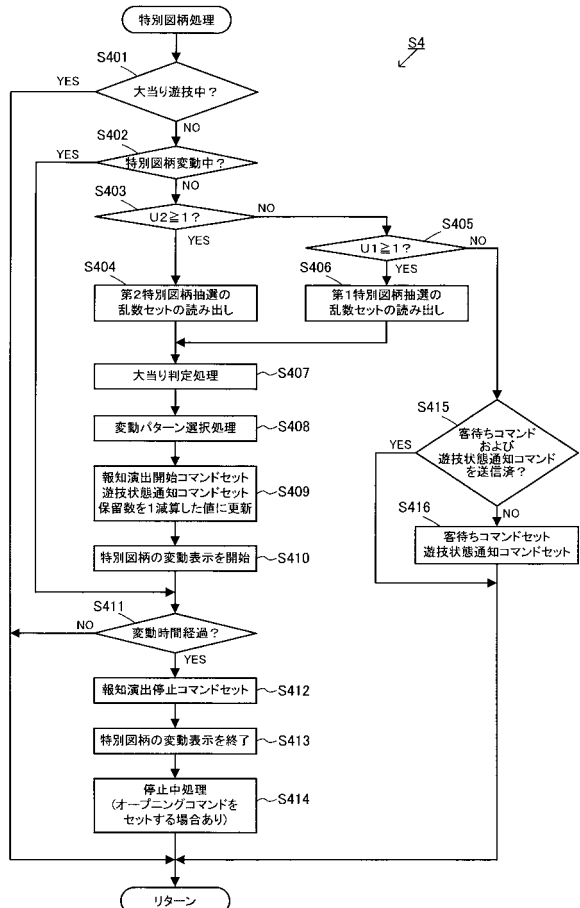 特別図柄処理
S4
S401
YES
大当り遊技中?
NO
S402
YES
特別図柄変動中?
NO
S403
U2≧1?
NO
YES
S405
U1≧1?
NO
YES
S404
第2特別図柄抽選の
乱数セットの読み出し
S406
第1特別図柄抽選の
乱数セットの読み出し
大当り判定処理
S407
変動パターン選択処理
S408
報知演出開始コマンドセット
遊技状態通知コマンドセット
保留数を1減算した値に更新
S409
特別図柄の変動表示を開始
S410
S415
客待ちコマンド
および
遊技状態通知コマンド
を送信済?
YES
NO
S416
客待ちコマンドセット
遊技状態通知コマンドセット
S411
NO
変動時間経過?
YES
報知演出停止コマンドセット
S412
特別図柄の変動表示を終了
S413
停止中処理
(オープニングコマンドを
セットする場合あり)
S414
リターン